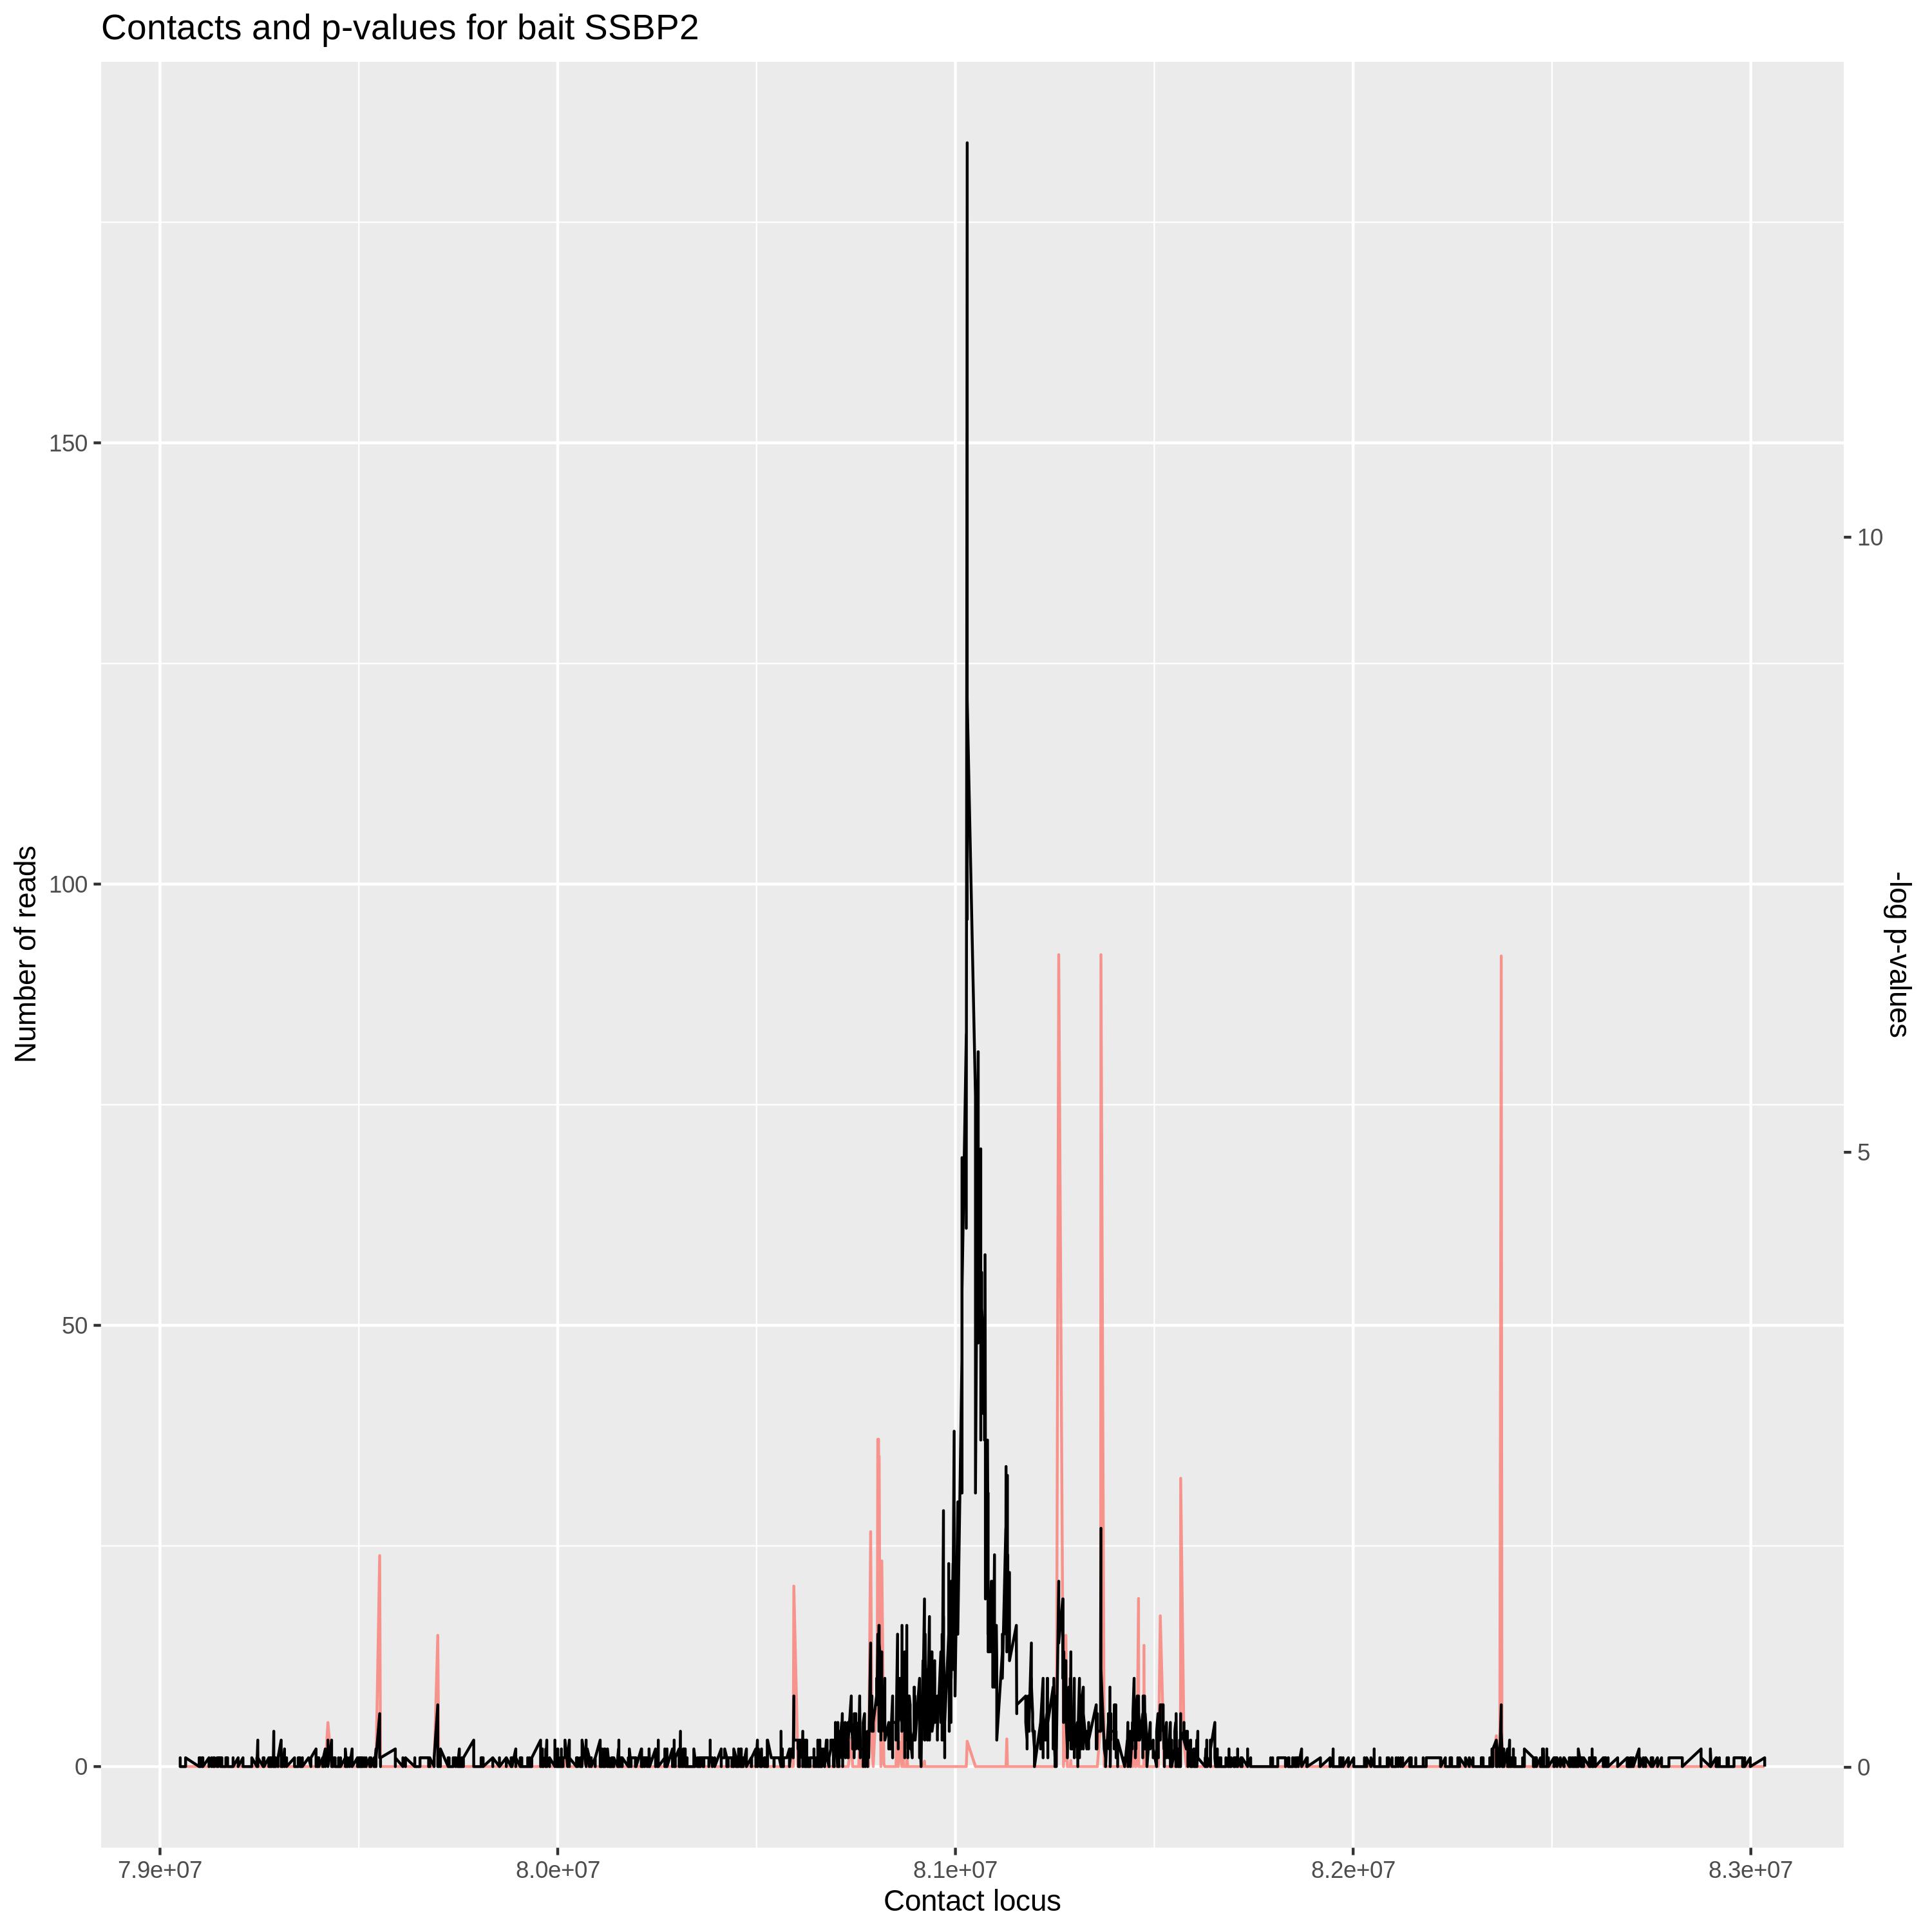 Contacts and p-values for bait SSBP2
Number of reads
150
100
50
0
10
5
0
-log p-values
7.9e+07 8.0e+07 8.1e+07 8.2e+07 8.3e+07
Contact locus